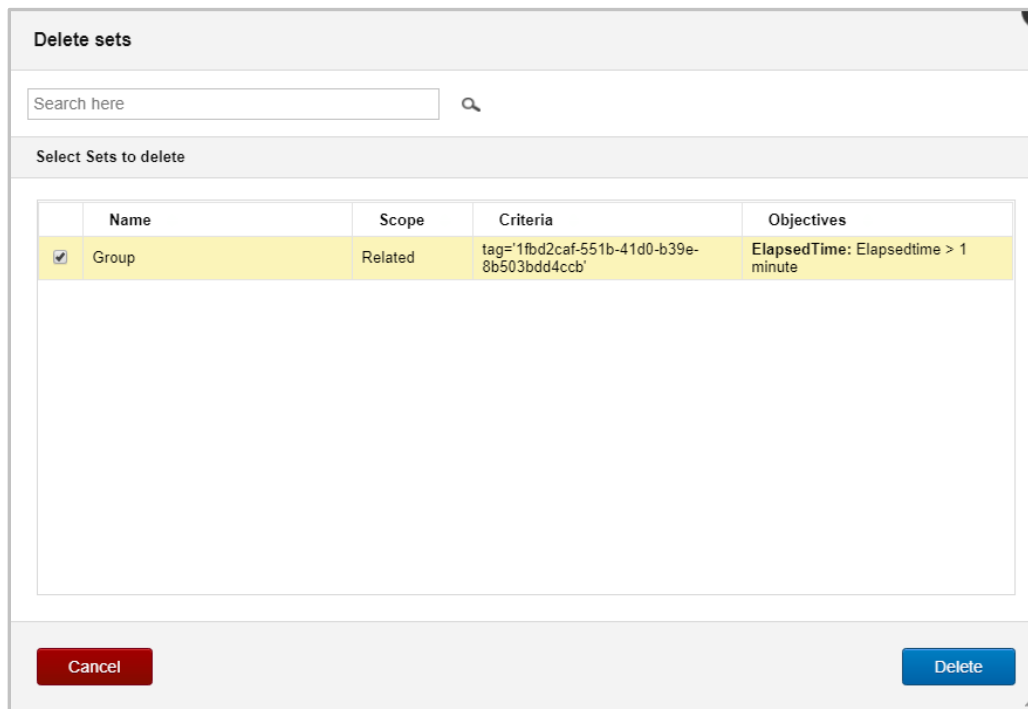 Delete sets
Search here
Select Sets to delete
Name Scope Criteria Objectives
Group Related tag='1fbd2caf-551b-41d0-b39e-8b503bdd4ccb' ElapsedTime: Elapsedtime > 1 minute
Cancel Delete